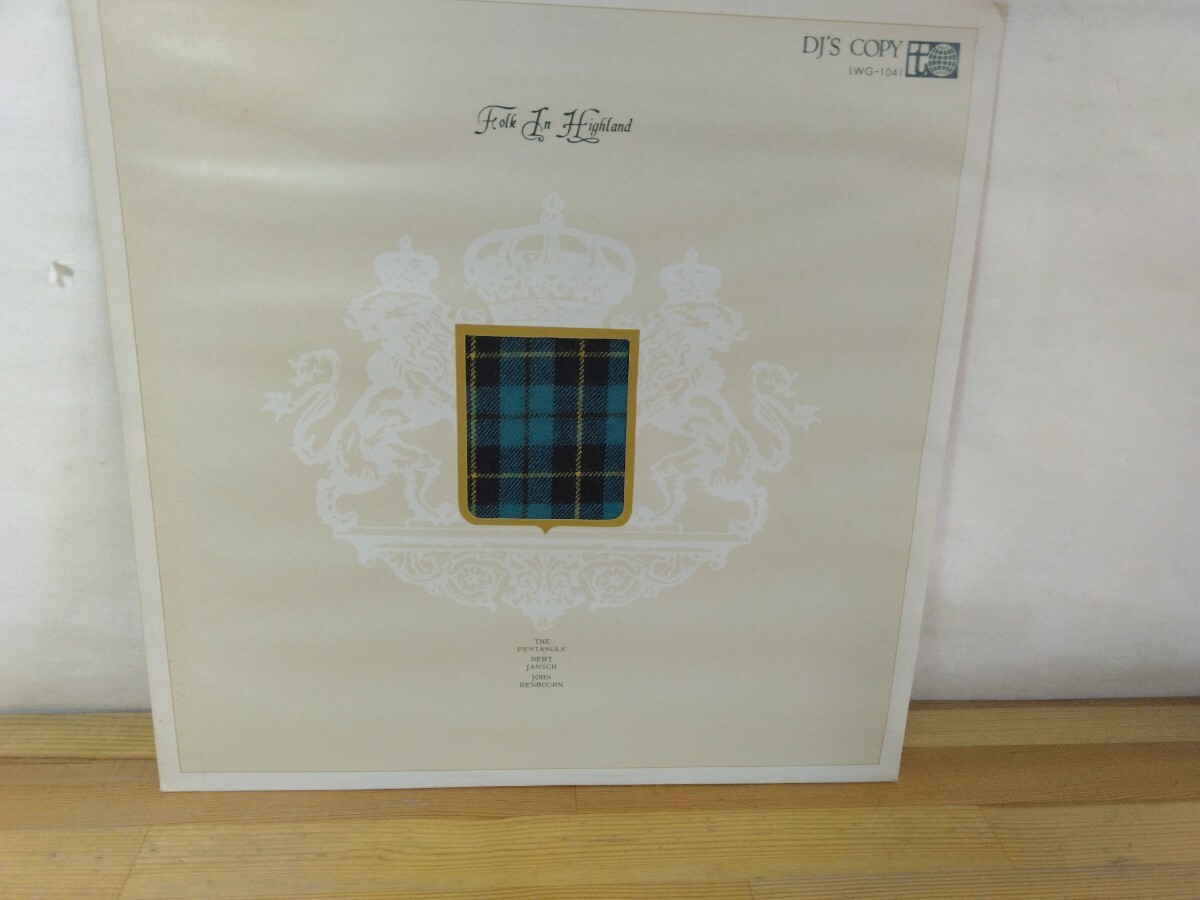 DJ'S COPY
LWG-1041
Folk In Highland
THE
PENTANGLE
BERT
JANSCH
JOHN
RENBOURN